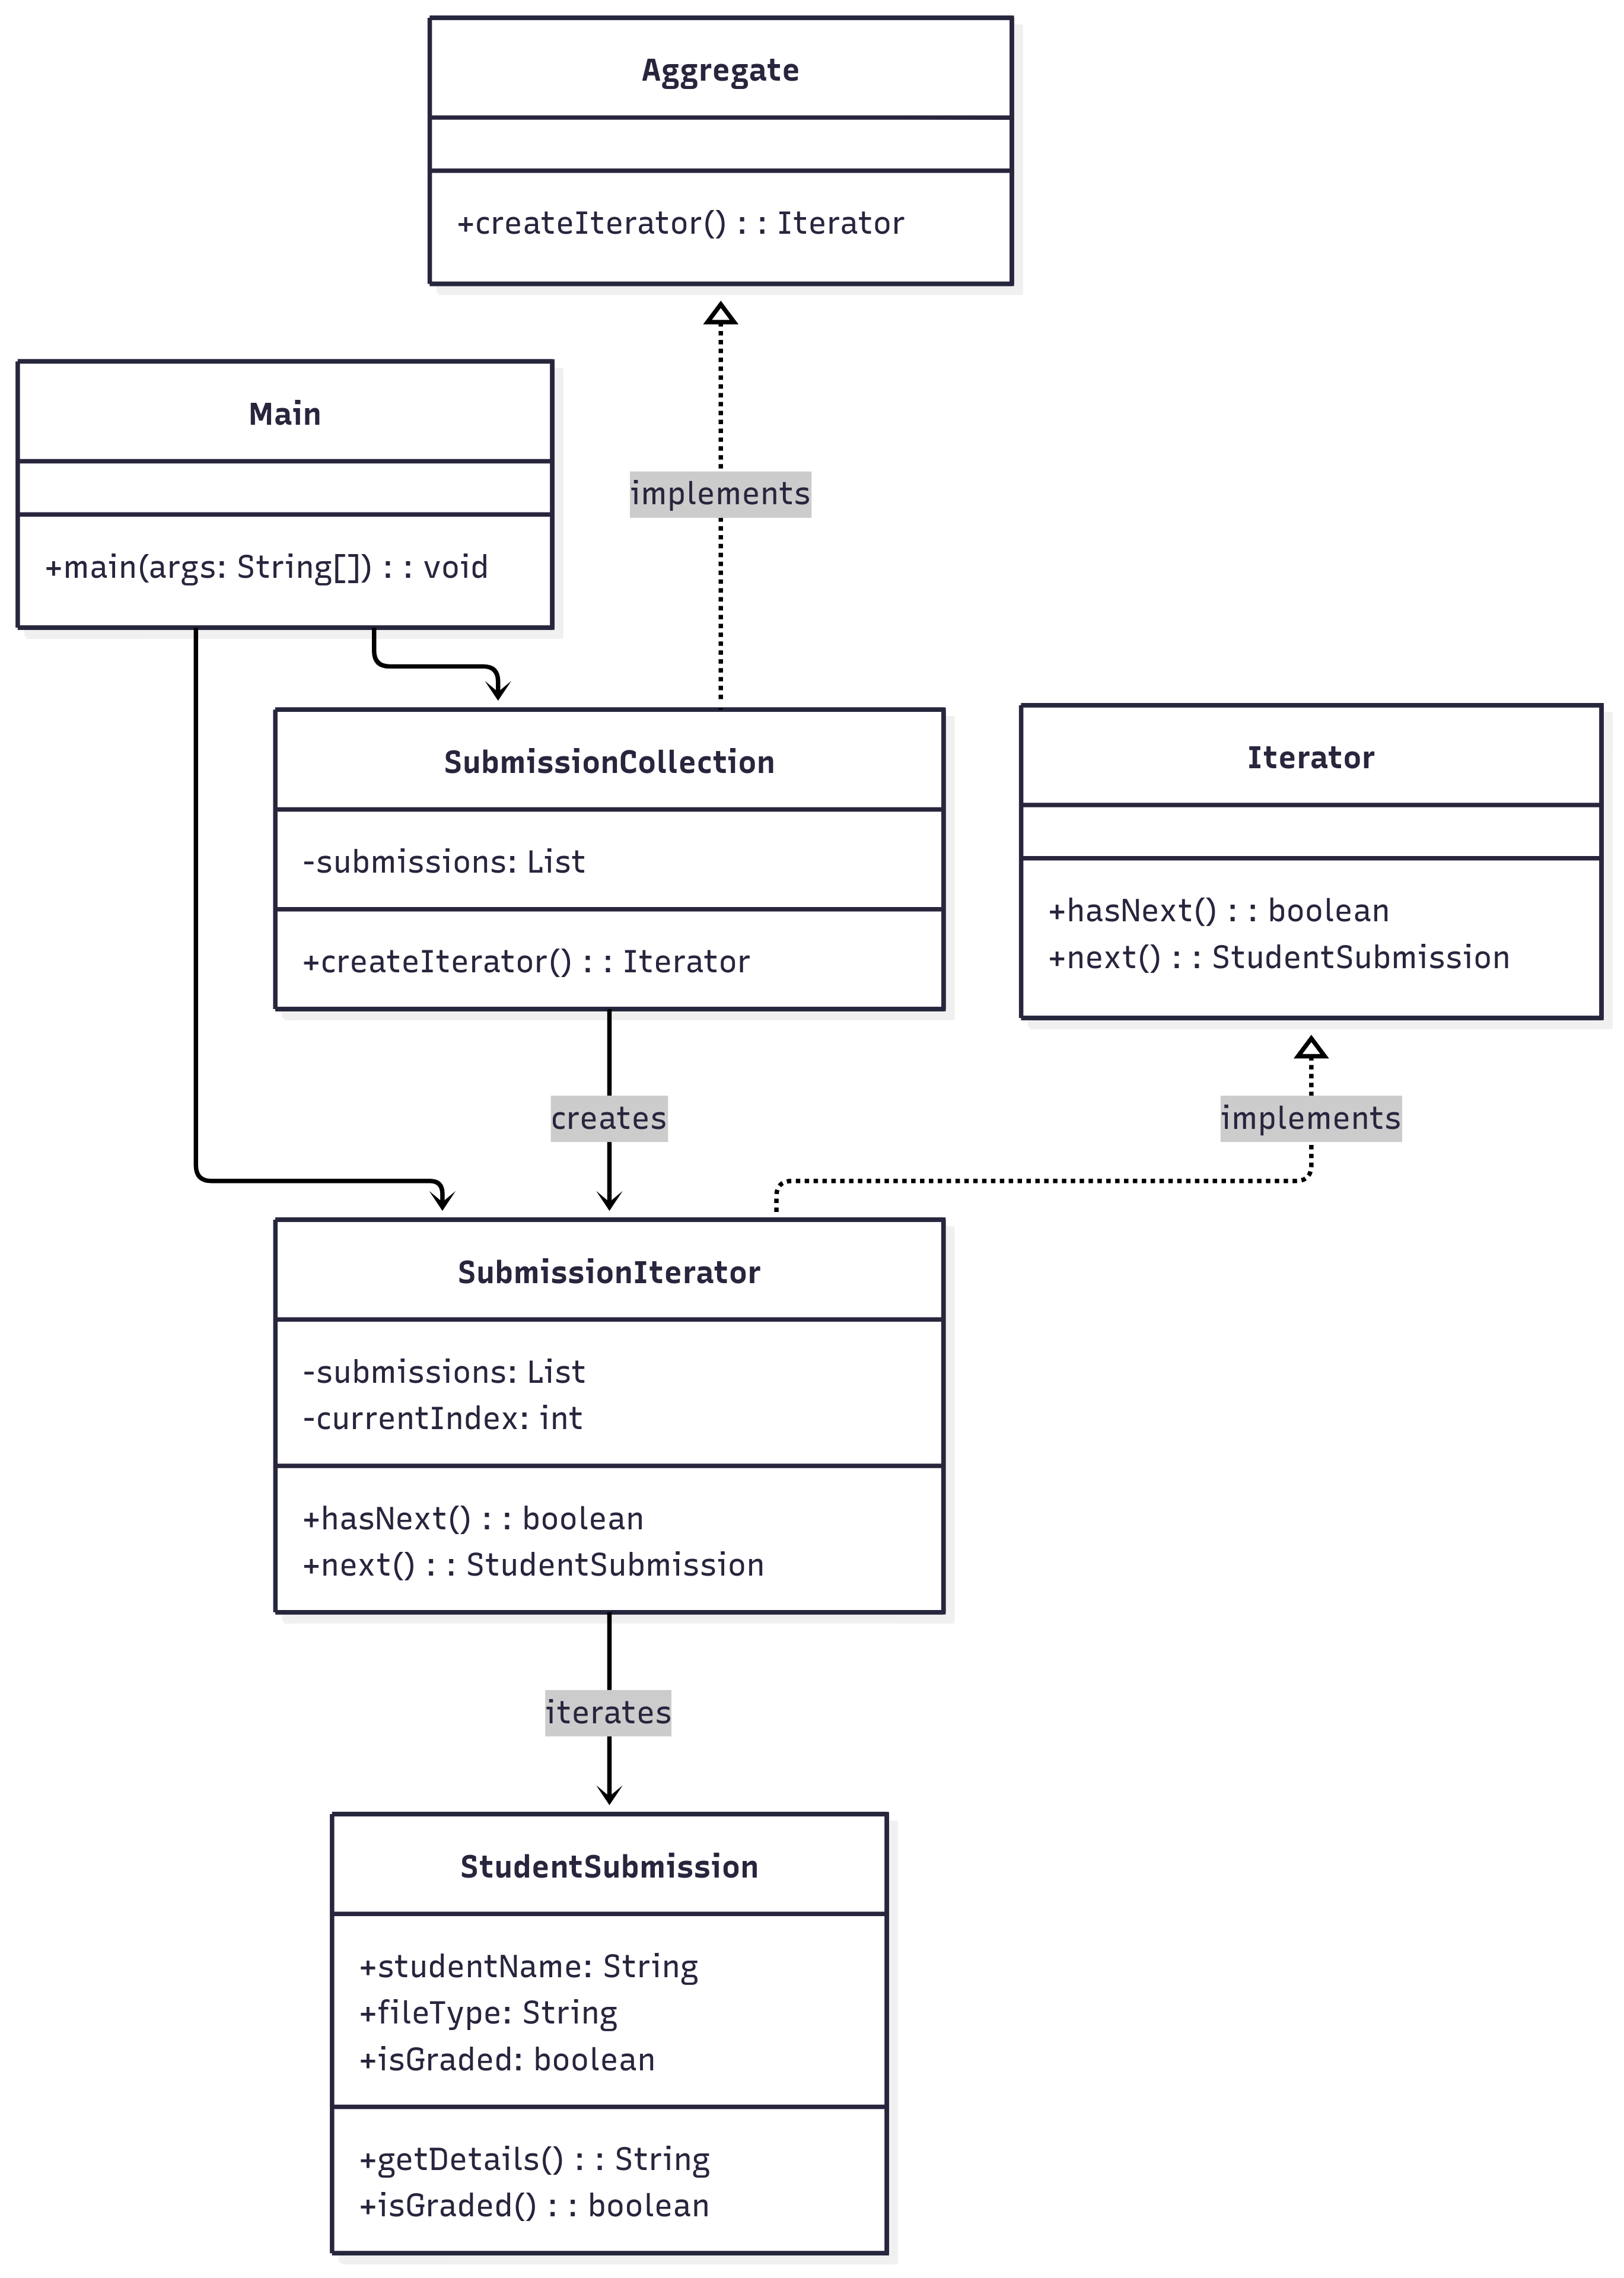 Aggregate
+createIterator() : : Iterator
Main
+main(args: String[]) : : void
implements
SubmissionCollection
-submissions: List
+createIterator() : : Iterator
Iterator
+hasNext() : : boolean
+next() : : StudentSubmission
creates
implements
SubmissionIterator
-submissions: List
-currentIndex: int
+hasNext() : : boolean
+next() : : StudentSubmission
iterates
StudentSubmission
+studentName: String
+fileType: String
+isGraded: boolean
+getDetails() : : String
+isGraded() : : boolean